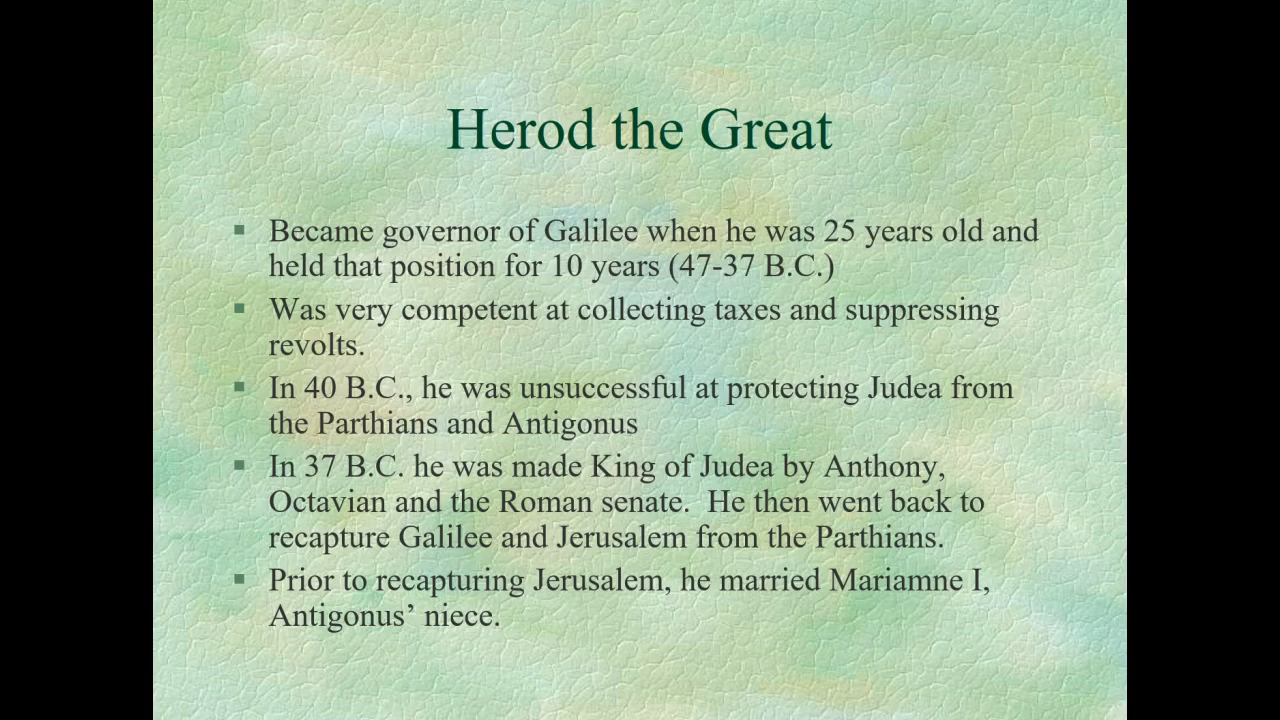 Herod the Great
▪ Became governor of Galilee when he was 25 years old and
held that position for 10 years (47-37 B.C.)
▪ Was very competent at collecting taxes and suppressing
revolts.
▪ In 40 B.C., he was unsuccessful at protecting Judea from
the Parthians and Antigonus
▪ In 37 B.C. he was made King of Judea by Anthony,
Octavian and the Roman senate.  He then went back to
recapture Galilee and Jerusalem from the Parthians.
▪ Prior to recapturing Jerusalem, he married Mariamne I,
Antigonus’ niece.